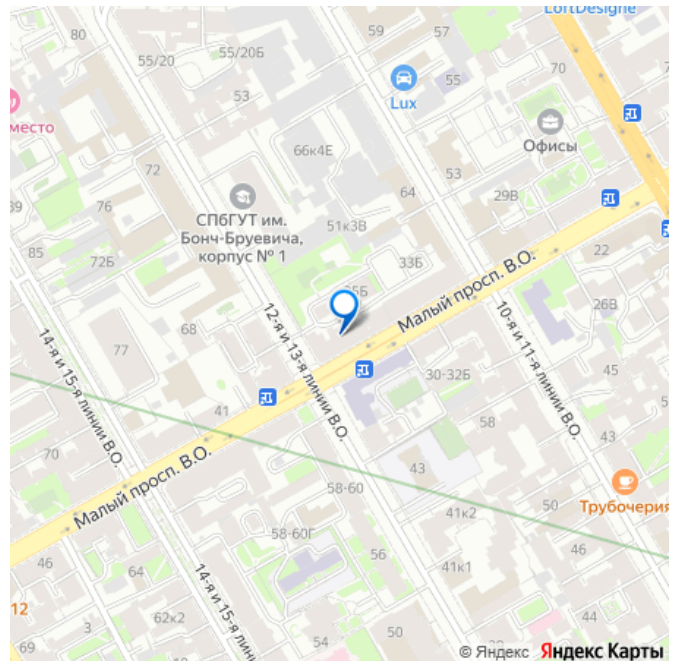 LoftDesigne
80
55/20
55/20Б
59
57
53
55
70
Lux
место
66к4Е
Офисы
72
53
64
29В
89
76
СПбГУТ им.
Бонч-Бруевича,
корпус № 1
51к3В
85
72Б
33Б
22
35Б
Малый просп. В.О.
26В
68
12-я и 13-я линии В.О.
10-я и 11-я линии В.О.
77
14-я и 15-я линии В.О.
30-32Б
45
41
58
70
43
43
Малый просп. В.О.
Трубочерия
58-60
41к2
50
58-60Г
46
64
56
46
41к1
14-я и 15-я линии В.О.
12
62к2
44
3
50
69
54
© Яндекс Яндекс Карты